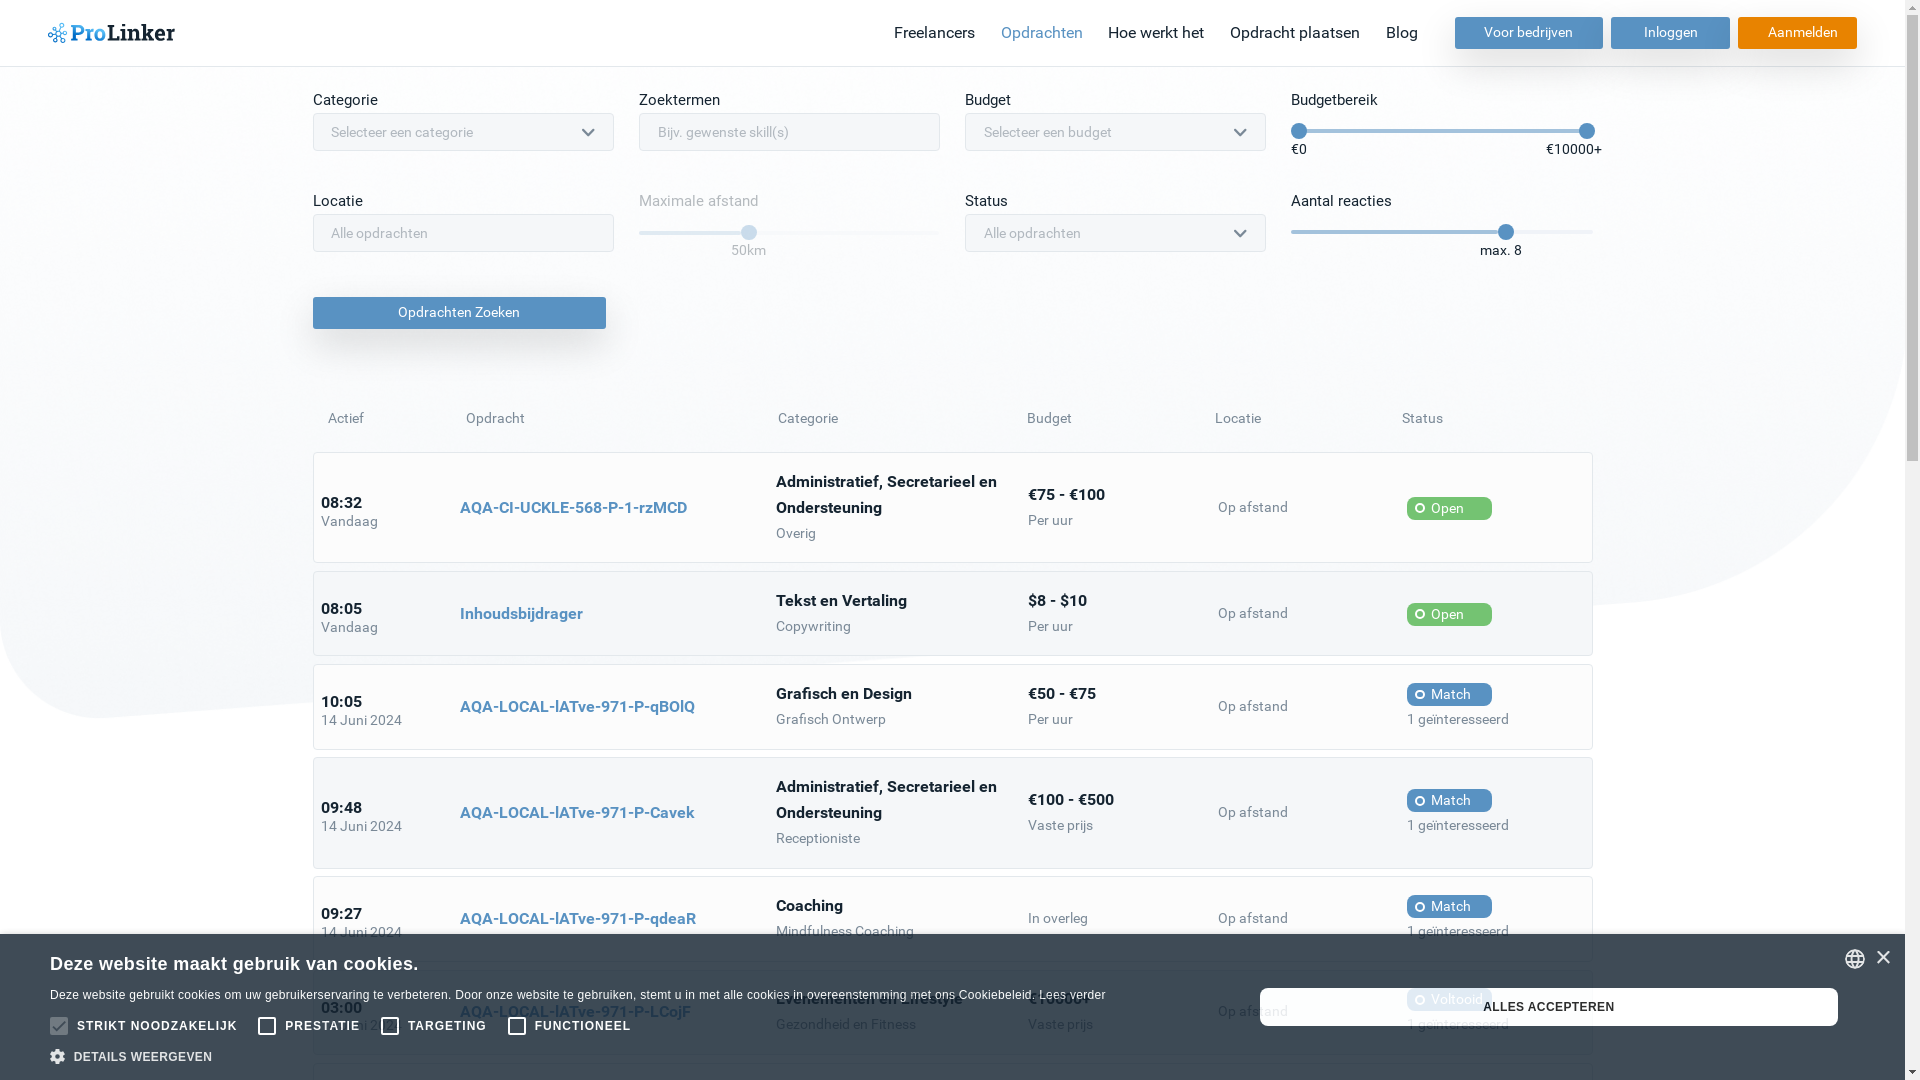 ProLinker
Freelancers Opdrachten Hoe werkt het Opdracht plaatsen Blog Voor bedrijven Inloggen Aanmelden
Categorie Zoektermen Budget Budgetbereik
Selecteer een categorie Bijv. gewenste skill(s) Selecteer een budget
€0 €10000+
Locatie Maximale afstand Status Aantal reacties
Alle opdrachten Alle opdrachten
50km max. 8
Opdrachten Zoeken
Actief Opdracht Categorie Budget Locatie Status
08:32
Vandaag
AQA-CI-UCKLE-568-P-1-rzMCD
Administratief, Secretarieel en
Ondersteuning
Overig
€75 - €100
Per uur
Op afstand
Open
08:05
Vandaag
Inhoudsbijdrager
Tekst en Vertaling
Copywriting
$8 - $10
Per uur
Op afstand
Open
10:05
14 Juni 2024
AQA-LOCAL-lATve-971-P-qBOlQ
Grafisch en Design
Grafisch Ontwerp
€50 - €75
Per uur
Op afstand
Match
1 geïnteresseerd
09:48
14 Juni 2024
AQA-LOCAL-lATve-971-P-Cavek
Administratief, Secretarieel en
Ondersteuning
Receptioniste
€100 - €500
Vaste prijs
Op afstand
Match
1 geïnteresseerd
09:27
14 Juni 2024
AQA-LOCAL-lATve-971-P-qdeaR
Coaching
Mindfulness Coaching
In overleg
Op afstand
Match
1 geïnteresseerd
03:00
AQA-LOCAL-lATve-971-P-LCojF
Evenementen en Lifestyle
Gezondheid en Fitness
Vaste prijs
Op afstand
Voltooid
1 geïnteresseerd
Deze website maakt gebruik van cookies.
Deze website gebruikt cookies om uw gebruikerservaring te verbeteren. Door onze website te gebruiken, stemt u in met alle cookies in overeenstemming met ons Cookiebeleid. Lees verder
STRIKT NOODZAKELIJK PRESTATIE TARGETING FUNCTIONEEL
DETAILS WEERGEVEN
ALLES ACCEPTEREN
×